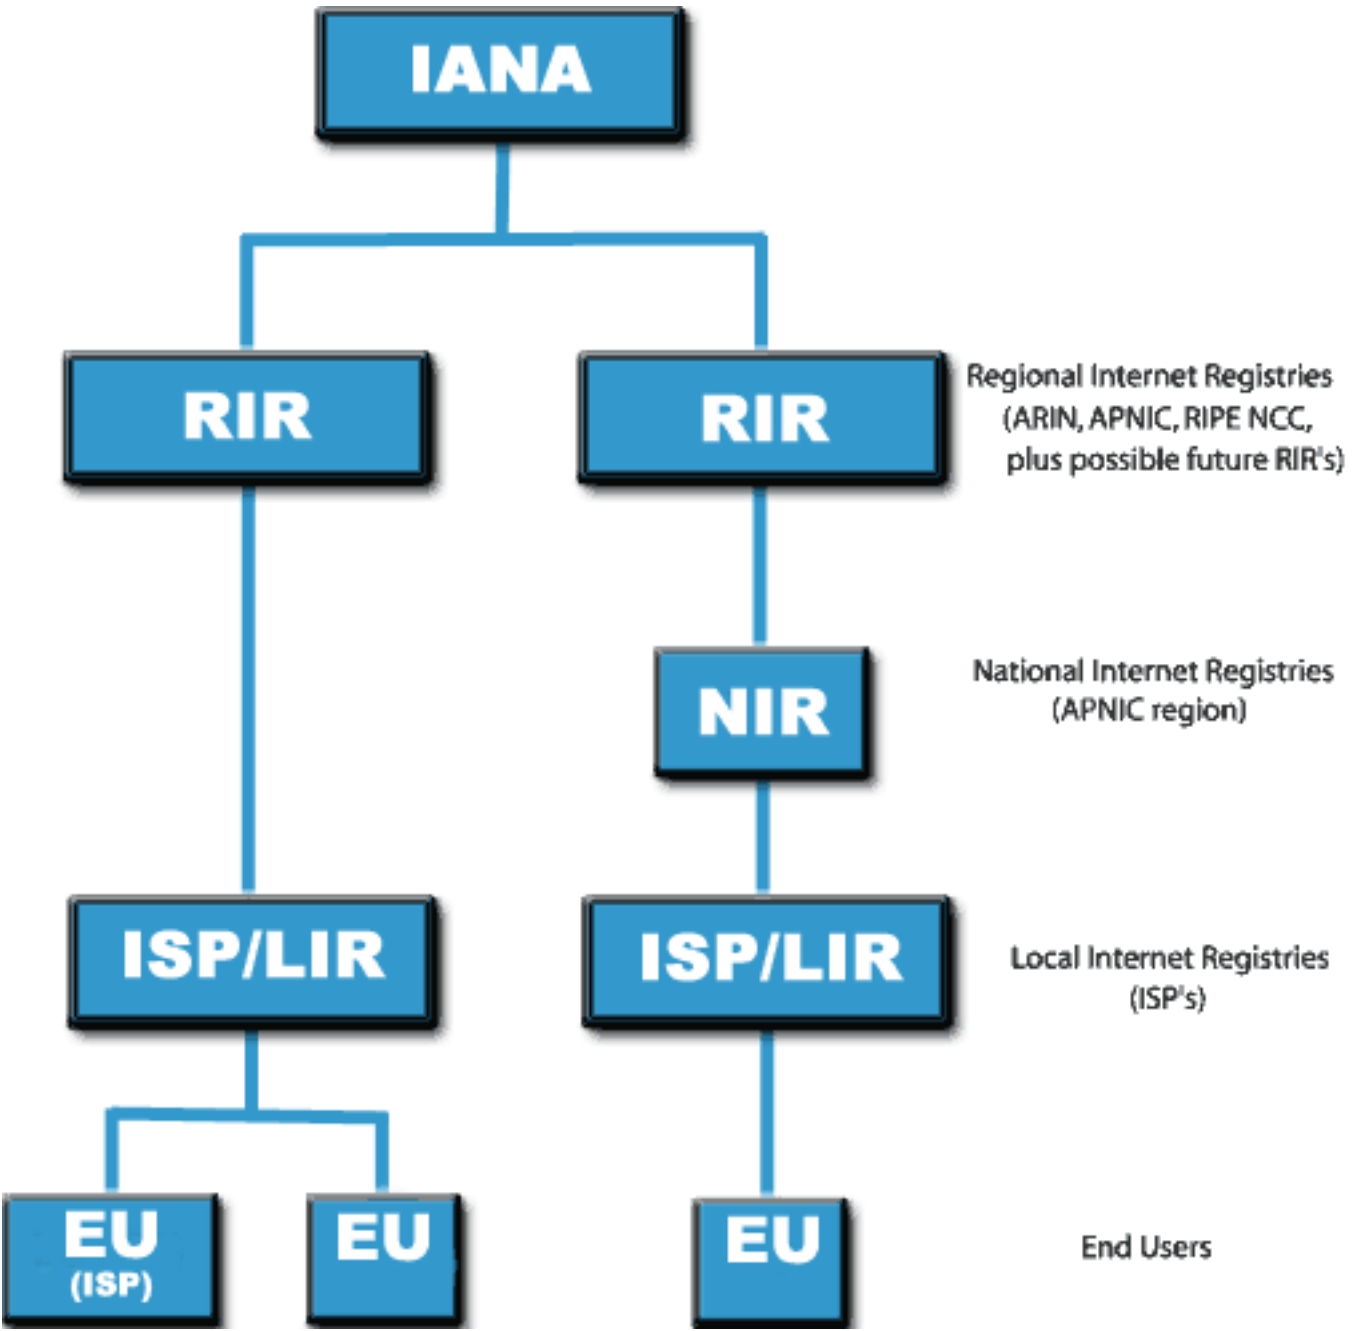 IANA
RIR
RIR
Regional Internet Registries
(ARIN, APNIC, RIPE NCC,
plus possible future RIR's)
NIR
National Internet Registries
(APNIC region)
ISP/LIR
ISP/LIR
Local Internet Registries
(ISP's)
EU
(ISP)
EU
EU
End Users